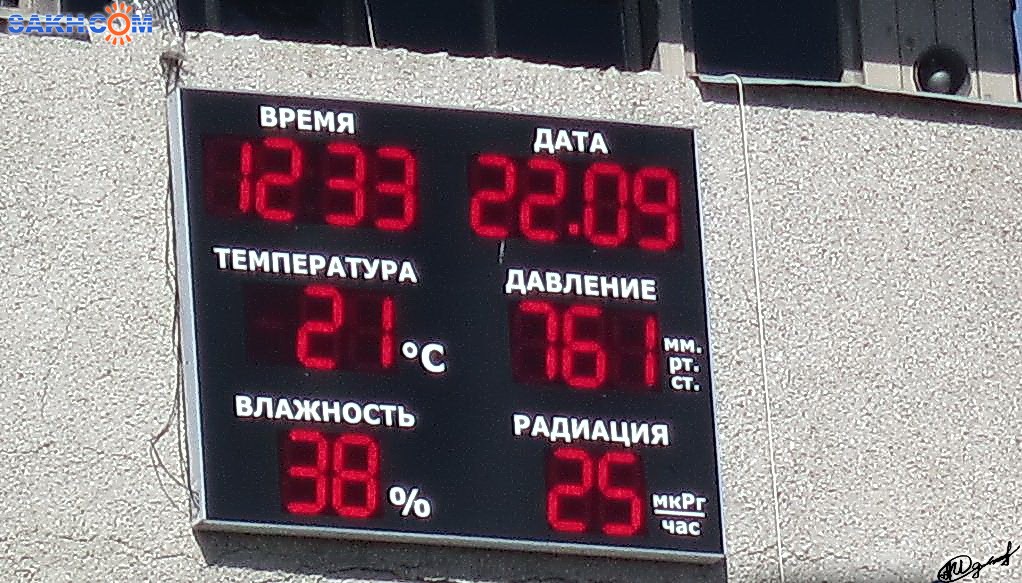 SAKHCOM
ВРЕМЯ
12 33
ДАТА
22.09
ТЕМПЕРАТУРА
21 °C
ДАВЛЕНИЕ
761 мм.
рт.
ст.
ВЛАЖНОСТЬ
38 %
РАДИАЦИЯ
25 мкРг
час